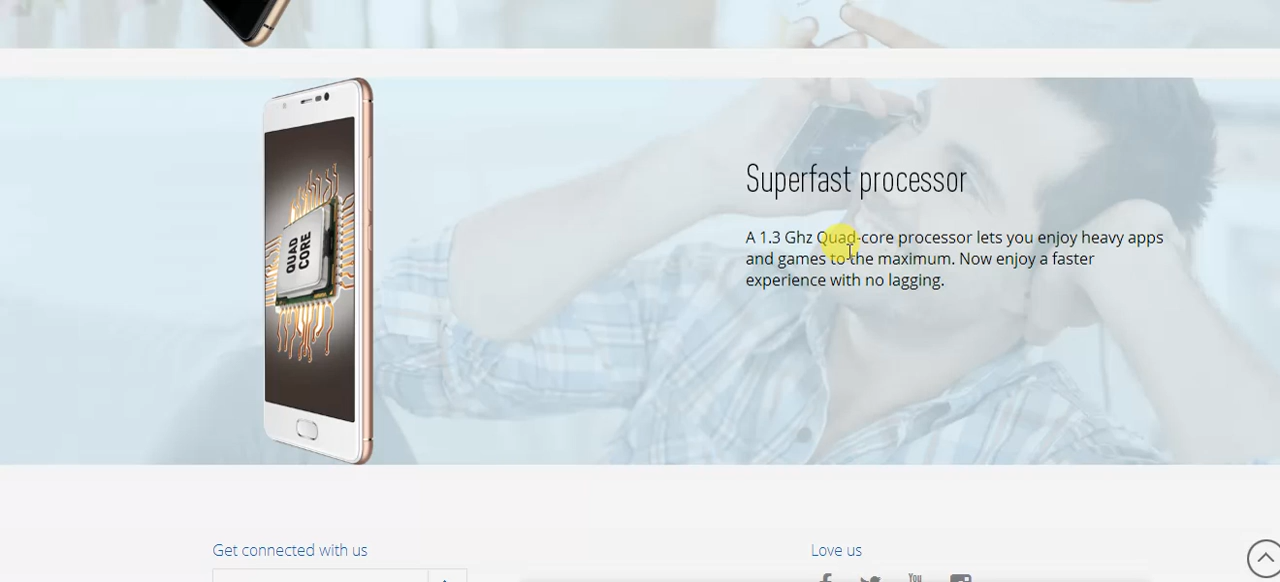 Superfast processor
A 1.3 Ghz Quad-core processor lets you enjoy heavy apps
and games to the maximum. Now enjoy a faster
experience with no lagging.
QUAD
CORE
Get connected with us
Love us
You